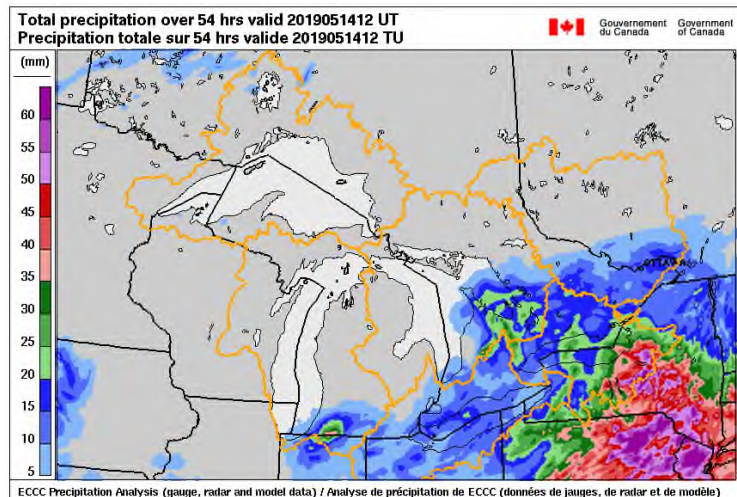 Total precipitation over 54 hrs valid 2019051412 UT
Precipitation totale sur 54 hrs valide 2019051412 TU
Gouvernement du Canada
Government of Canada
(mm)
60
55
50
45
40
35
30
25
20
15
10
5
OTTAWA
ECCC Precipitation Analysis (gauge, radar and model data) / Analyse de précipitation de ECCC (données de jauges, de radar et de modèle)